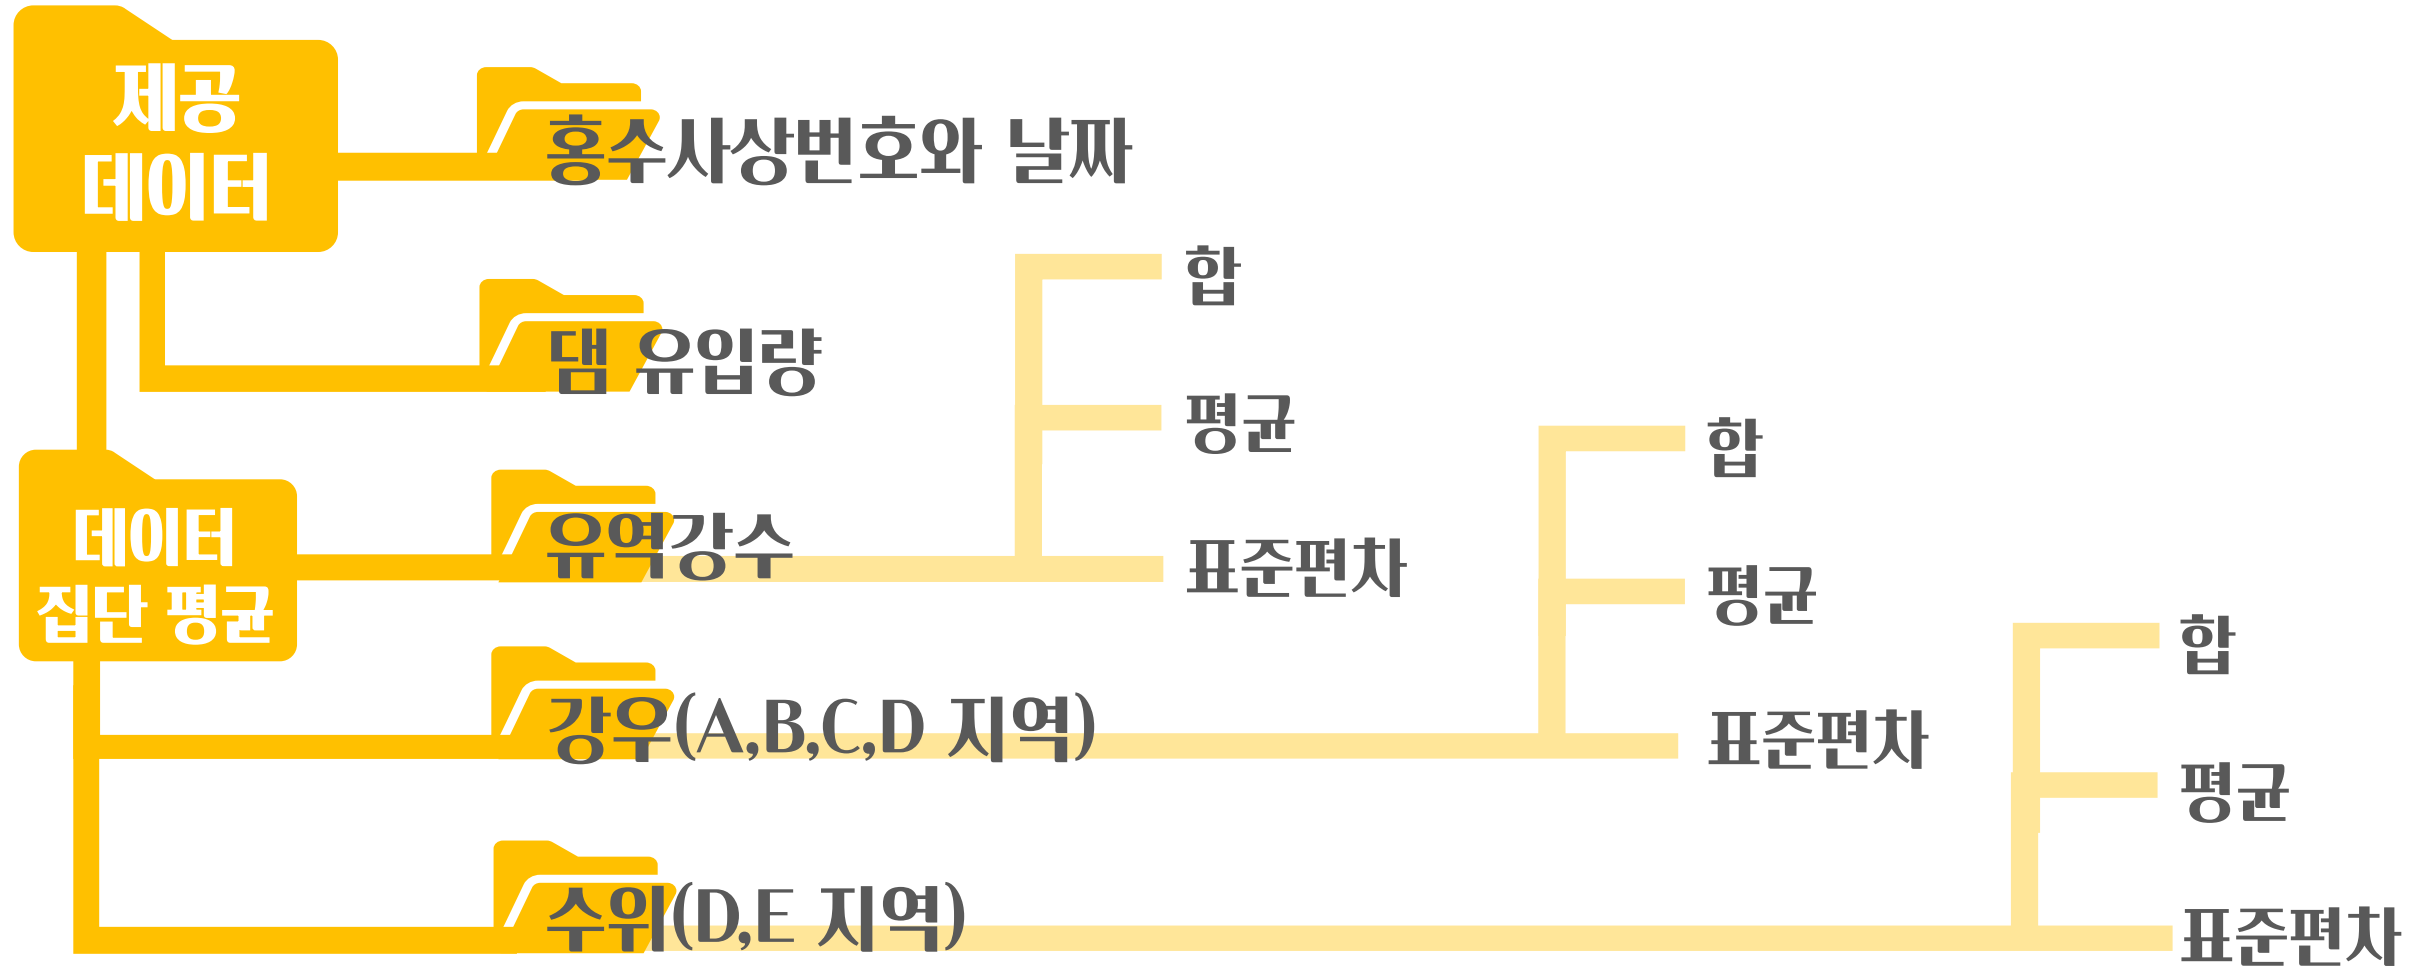 제공
데이터
홍수사상번호와 날짜
댐 유입량
데이터
집단 평균
유역강수
합
평균
표준편차
강우(A,B,C,D 지역)
합
평균
표준편차
수위(D,E 지역)
합
평균
표준편차